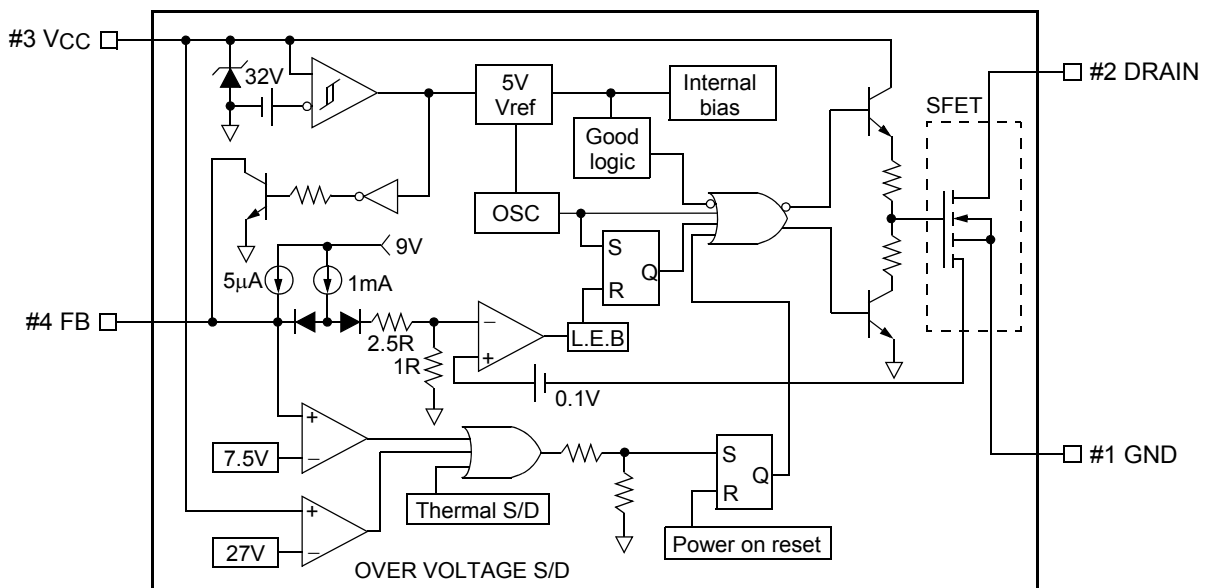 #3 VCC
32V
5V
Vref
Internal
bias
Good
logic
#2 DRAIN
SFET
OSC
9V
5μA
1mA
S
R
Q
#4 FB
2.5R
1R
−
+
L.E.B
0.1V
+
−
7.5V
Thermal S/D
S
R
Q
#1 GND
+
−
27V
Power on reset
OVER VOLTAGE S/D